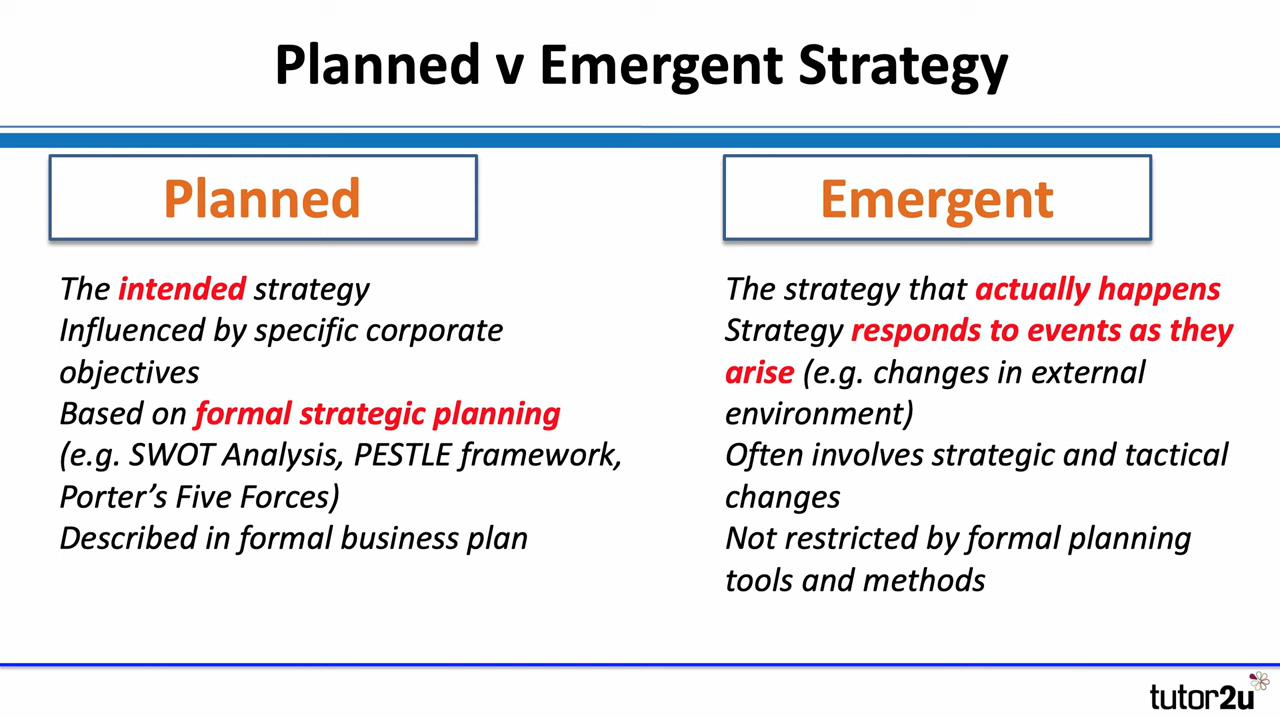 Planned v Emergent Strategy
Planned
The intended strategy
Influenced by specific corporate
objectives
Based on formal strategic planning
(e.g. SWOT Analysis, PESTLE framework,
Porter’s Five Forces)
Described in formal business plan
Emergent
The strategy that actually happens
Strategy responds to events as they
arise (e.g. changes in external
environment)
Often involves strategic and tactical
changes
Not restricted by formal planning
tools and methods
tutor2u